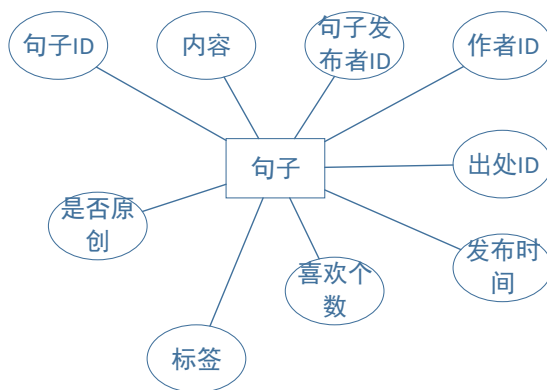 句子ID
内容
句子发
布者ID
作者ID
句子
出处ID
是否原
创
发布时
间
喜欢个
数
标签